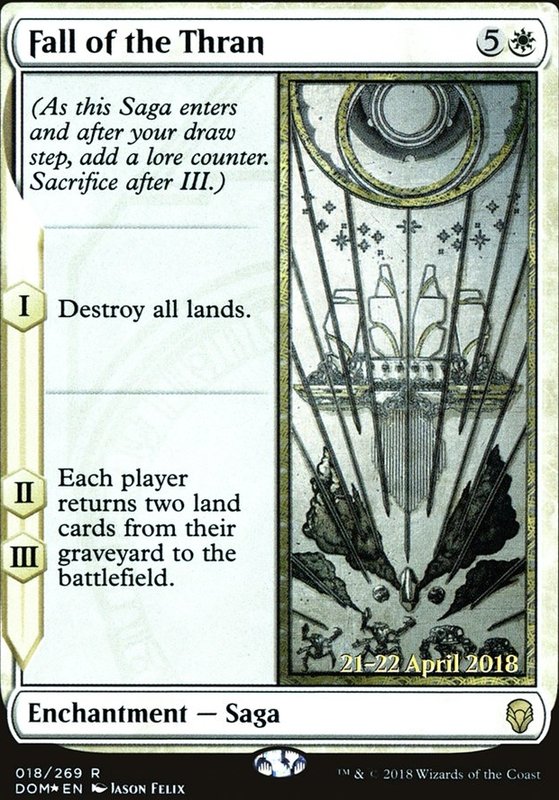 Fall of the Thran 5
(As this Saga enters
and after your draw
step, add a lore counter.
Sacrifice after III.)
I Destroy all lands.
II
III
Each player
returns two land
cards from their
graveyard to the
battlefield.
21–22 April 2018
Enchantment — Saga
018/269 R
DOM★EN Jason Felix
™ & © 2018 Wizards of the Coast